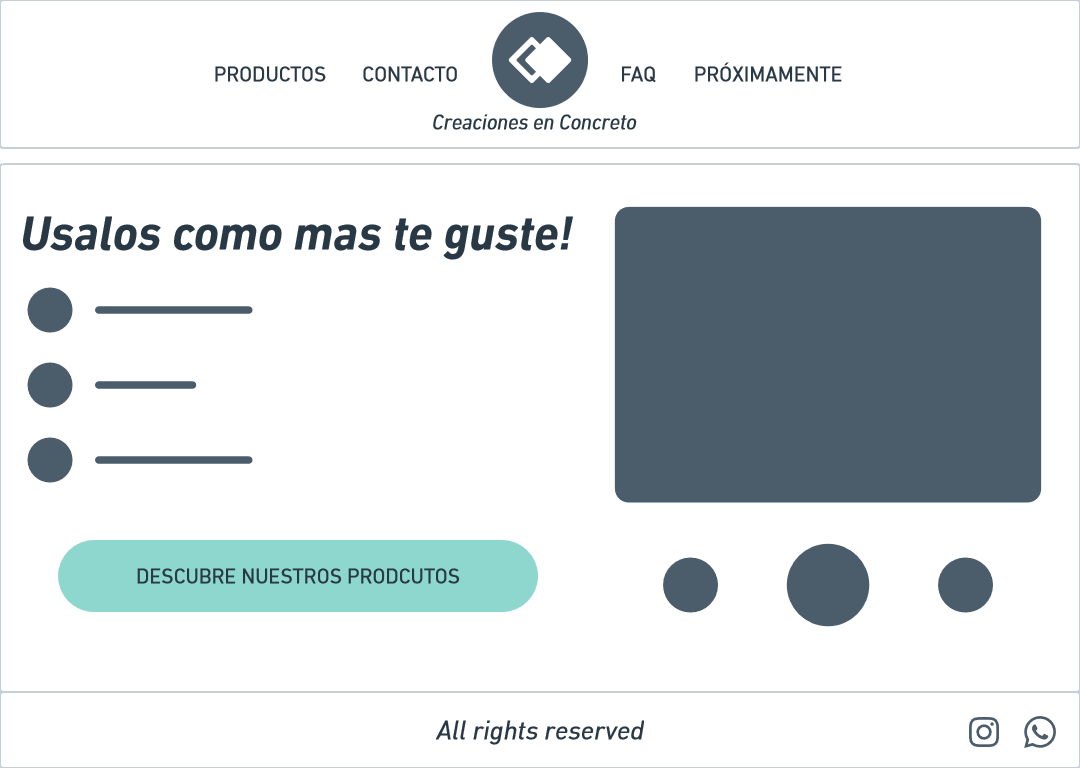 PRODUCTOS CONTACTO FAQ PRÓXIMAMENTE
Creaciones en Concreto
Usalos como mas te guste!
DESCUBRE NUESTROS PRODCUTOS
All rights reserved